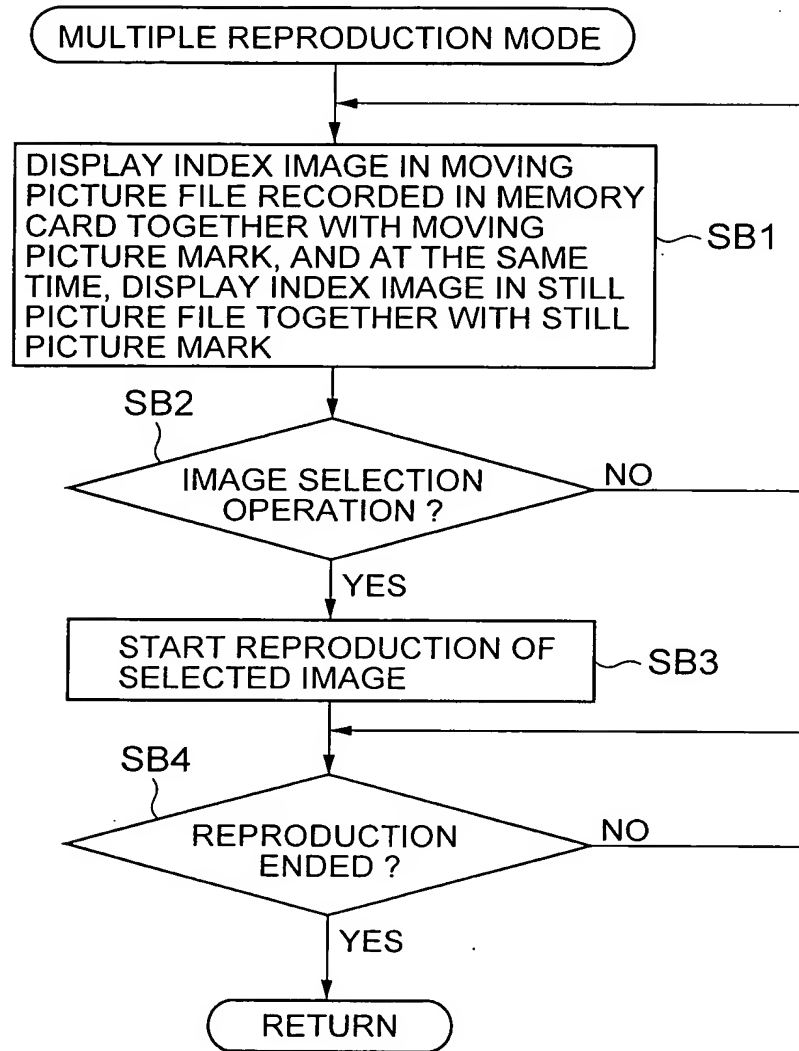 MULTIPLE REPRODUCTION MODE
DISPLAY INDEX IMAGE IN MOVING
PICTURE FILE RECORDED IN MEMORY
CARD TOGETHER WITH MOVING
PICTURE MARK, AND AT THE SAME
TIME, DISPLAY INDEX IMAGE IN STILL
PICTURE FILE TOGETHER WITH STILL
PICTURE MARK
SB1
SB2
IMAGE SELECTION
OPERATION ?
NO
YES
START REPRODUCTION OF
SELECTED IMAGE
SB3
SB4
REPRODUCTION
ENDED ?
NO
YES
RETURN